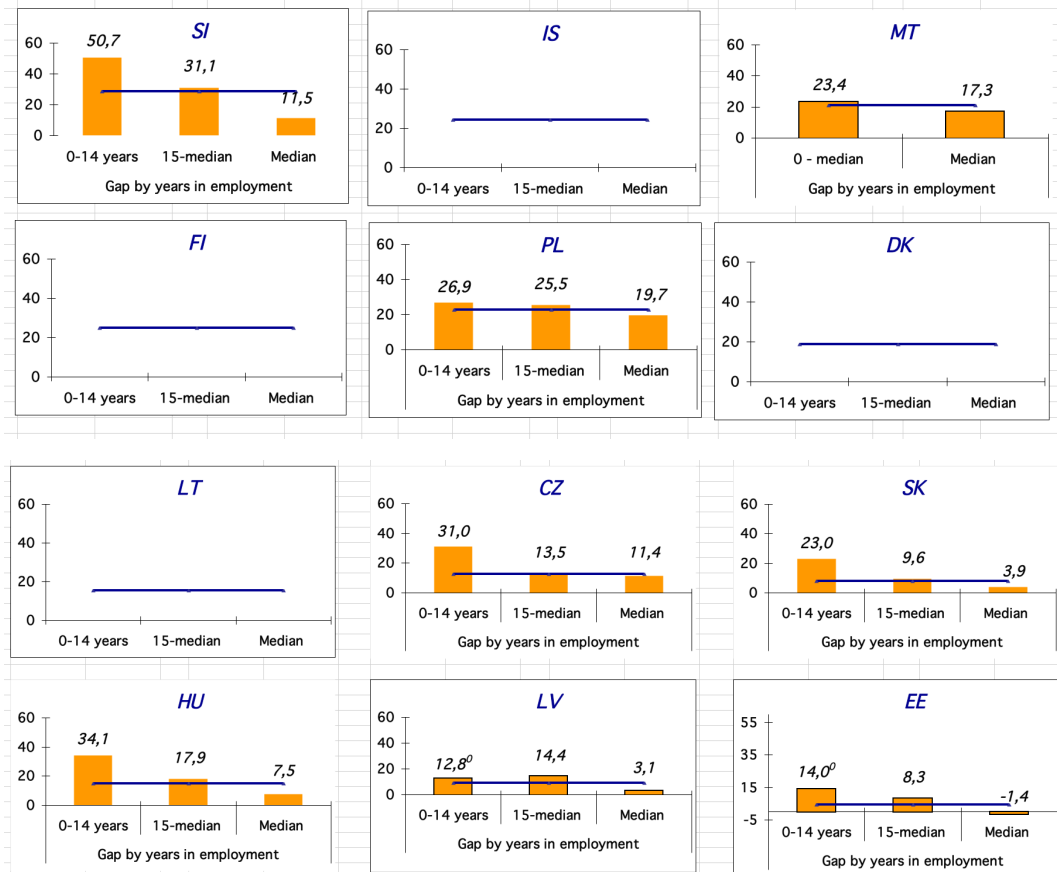 SI
60
50,7
31,1
40
11,5
20
0
0-14 years 15-median Median
Gap by years in employment
IS
60
40
20
0
0-14 years 15-median Median
MT
60
40
23,4
17,3
20
0
0 - median Median
Gap by years in employment
FI
60
40
20
0
0-14 years 15-median Median
PL
60
40
26,9
25,5
19,7
20
0
0-14 years 15-median Median
Gap by years in employment
DK
60
40
20
0
0-14 years 15-median Median
LT
60
40
20
0
0-14 years 15-median Median
CZ
60
40
31,0
13,5
11,4
20
0
0-14 years 15-median Median
Gap by years in employment
SK
60
40
23,0
9,6
3,9
20
0
0-14 years 15-median Median
Gap by years in employment
HU
60
34,1
40
17,9
7,5
20
0
0-14 years 15-median Median
Gap by years in employment
LV
60
40
12,8⁰
14,4
3,1
20
0
0-14 years 15-median Median
Gap by years in employment
EE
55
35
14,0⁰
8,3
-1,4
15
-5
0-14 years 15-median Median
Gap by years in employment